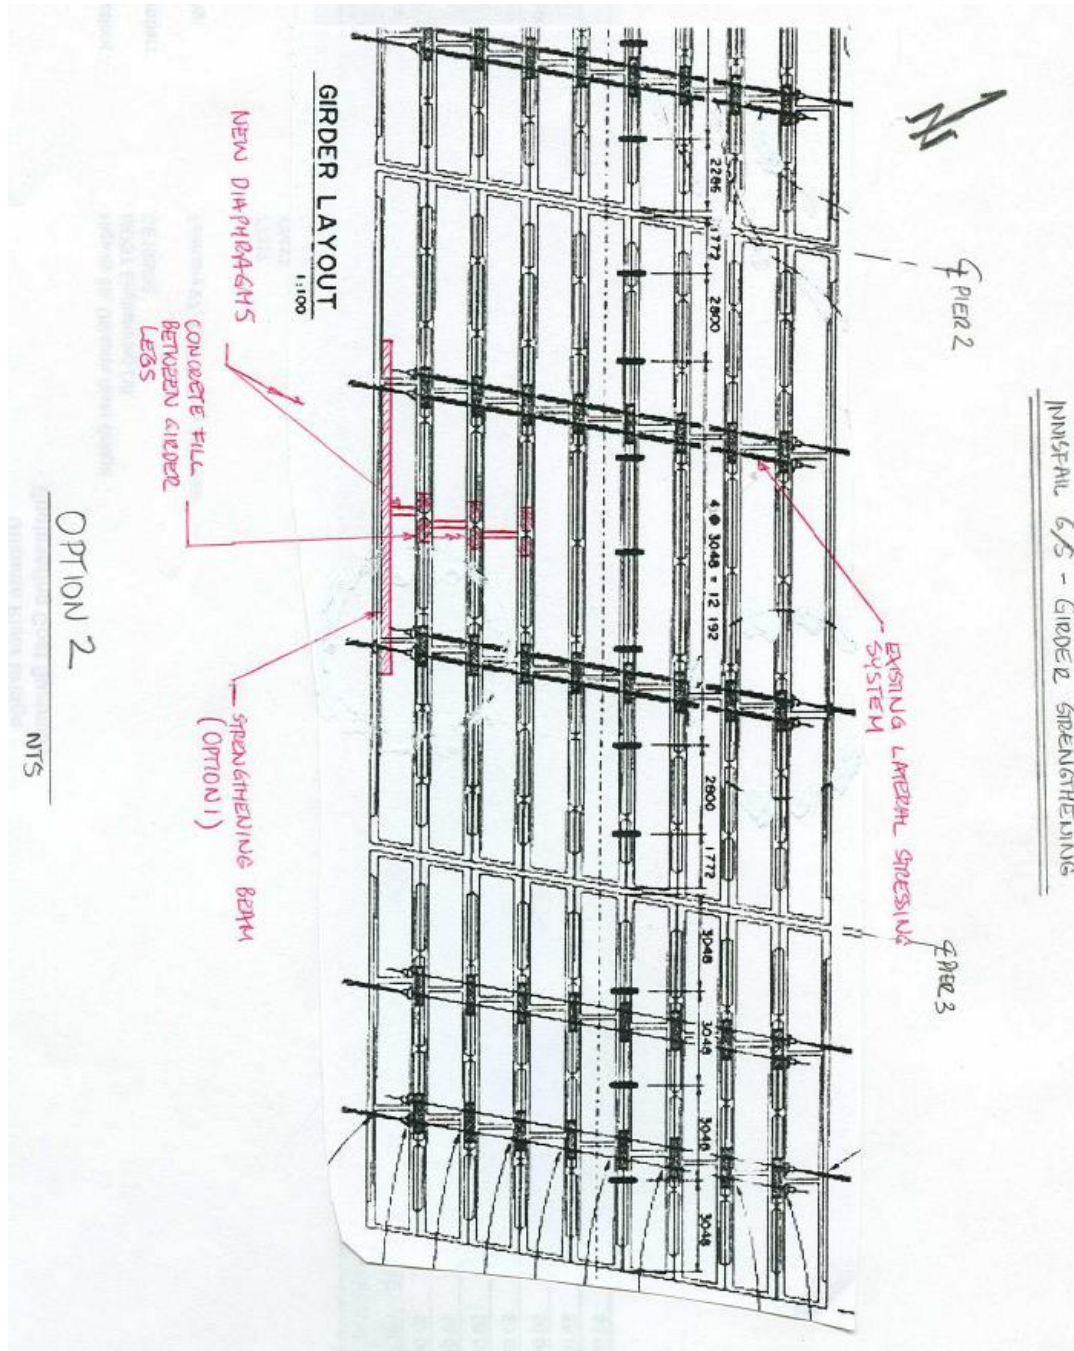 INNISFAIL G/S - GIRDER STRENGTHENING
℄ PIER 2
℄ PIER 3
EXISTING LATERAL STRESSING
SYSTEM
2286
1772
2800
4 @ 3048 = 12 192
2800
1772
3048
3048
3048
3048
GIRDER LAYOUT
1:100
NEW DIAPHRAGMS
CONCRETE FILL
BETWEEN GIRDER
LEGS
STRENGTHENING BEAM
(OPTION 1)
OPTION 2
NTS